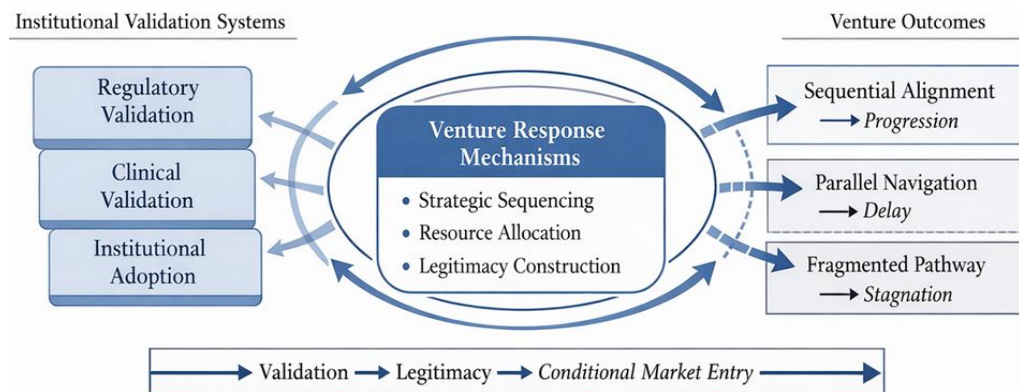 Institutional Validation Systems
Venture Outcomes
Regulatory
Validation
Clinical
Validation
Institutional
Adoption
Venture Response
Mechanisms
• Strategic Sequencing
• Resource Allocation
• Legitimacy Construction
Sequential Alignment
→ Progression
Parallel Navigation
→ Delay
Fragmented Pathway
→ Stagnation
→ Validation → Legitimacy → Conditional Market Entry →